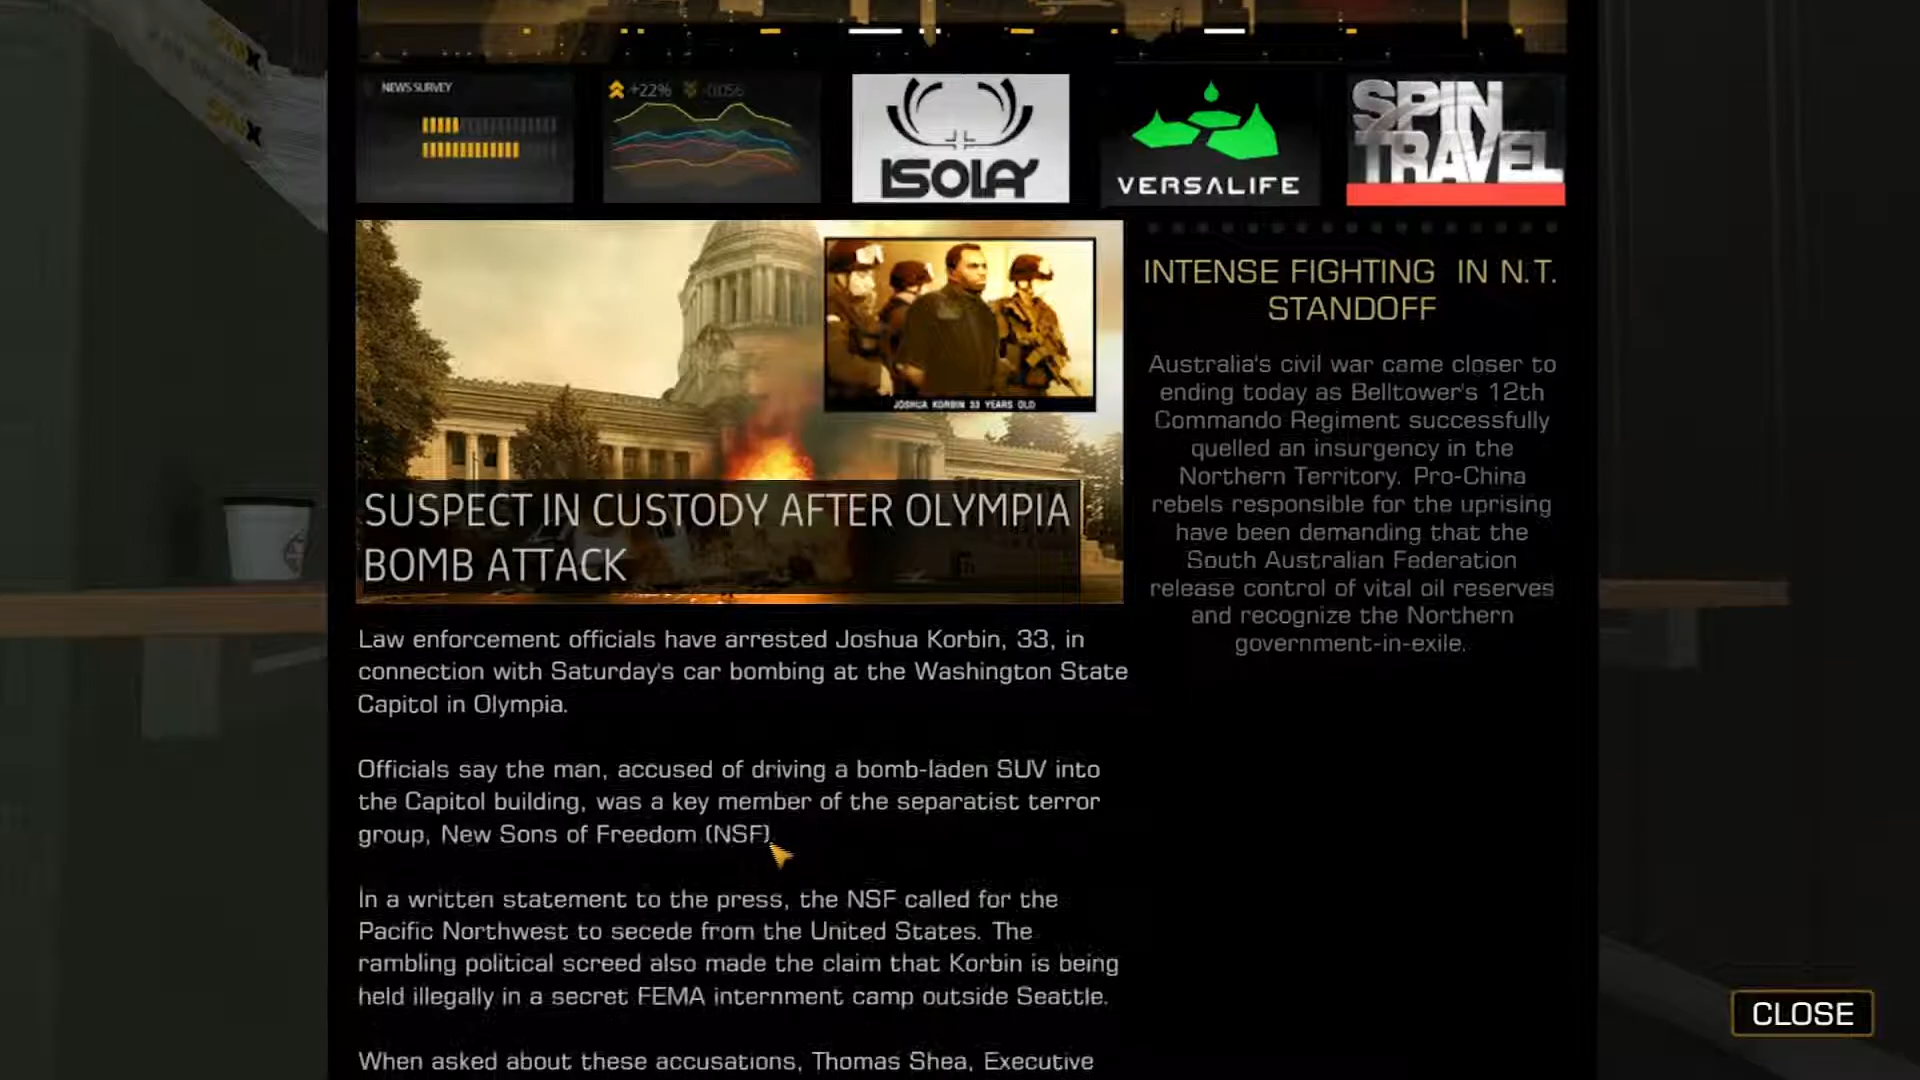 NEWS SURVEY
+22% -0.056
ISOLAY
VERSALIFE
SPIN
TRAVEL
JOSHUA KORBIN 33 YEARS OLD
SUSPECT IN CUSTODY AFTER OLYMPIA
BOMB ATTACK
Law enforcement officials have arrested Joshua Korbin, 33, in
connection with Saturday's car bombing at the Washington State
Capitol in Olympia.
Officials say the man, accused of driving a bomb-laden SUV into
the Capitol building, was a key member of the separatist terror
group, New Sons of Freedom (NSF).
In a written statement to the press, the NSF called for the
Pacific Northwest to secede from the United States. The
rambling political screed also made the claim that Korbin is being
held illegally in a secret FEMA internment camp outside Seattle.
When asked about these accusations, Thomas Shea, Executive
INTENSE FIGHTING IN N.T.
STANDOFF
Australia's civil war came closer to
ending today as Belltower's 12th
Commando Regiment successfully
quelled an insurgency in the
Northern Territory. Pro-China
rebels responsible for the uprising
have been demanding that the
South Australian Federation
release control of vital oil reserves
and recognize the Northern
government-in-exile.
CLOSE